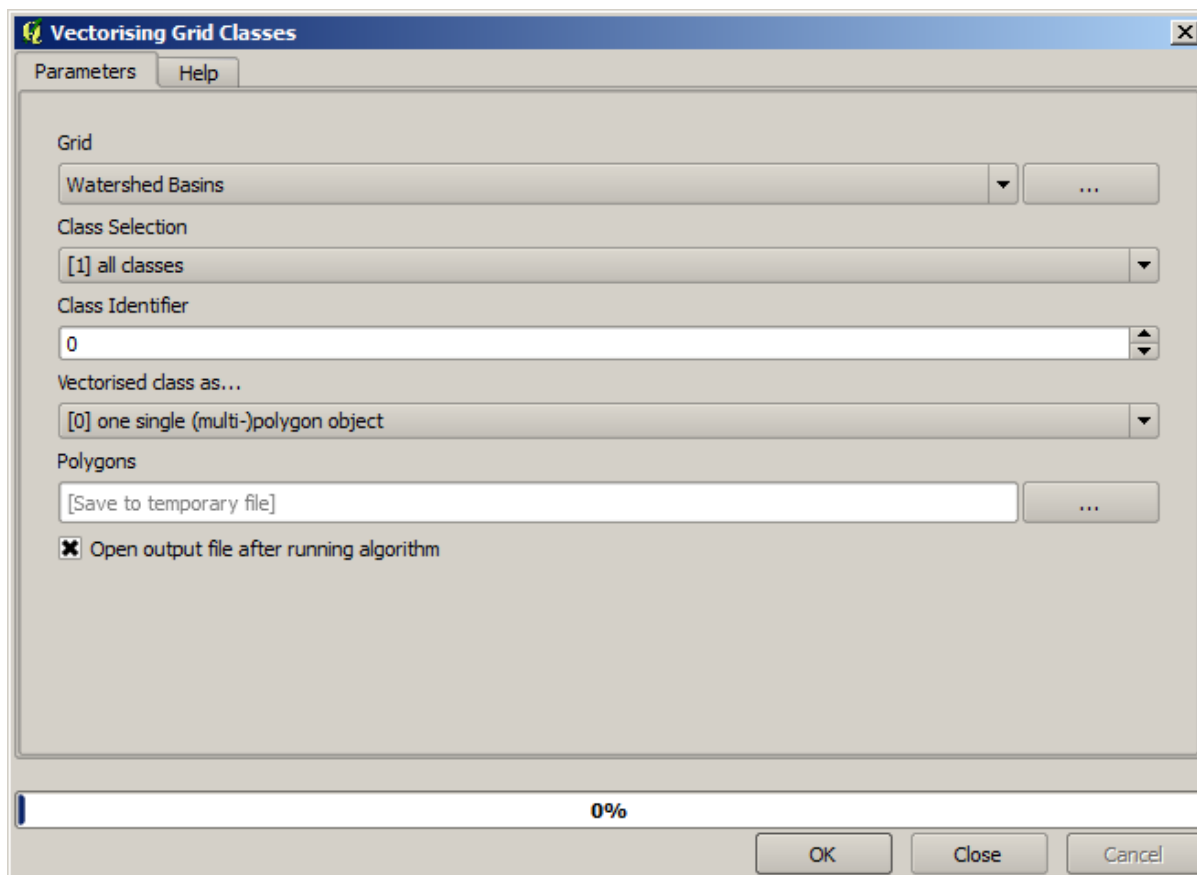 Vectorising Grid Classes
Parameters Help
Grid
Watershed Basins ...
Class Selection
[1] all classes
Class Identifier
0
Vectorised class as...
[0] one single (multi-)polygon object
Polygons
[Save to temporary file] ...
Open output file after running algorithm
0%
OK Close Cancel